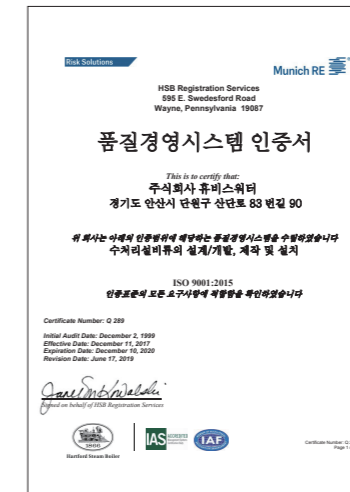 Risk Solutions
Munich RE
HSB Registration Services
595 E. Swedesford Road
Wayne, Pennsylvania 19087
품질경영시스템 인증서
This is to certify that:
주식회사 휴비스워터
경기도 안산시 단원구 산단로 83 번길 90
위 회사는 아래의 인증범위에 해당하는 품질경영시스템을 수립하였습니다
수처리설비류의 설계/개발, 제작 및 설치
ISO 9001:2015
인증표준의 모든 요구사항에 적합함을 확인하였습니다
Certificate Number: Q 289
Initial Audit Date: December 2, 1999
Effective Date: December 11, 2017
Expiration Date: December 10, 2020
Revision Date: June 17, 2019
Signed on behalf of HSB Registration Services
1866
Hartford Steam Boiler
IAS ACCREDITED
IAF
Certificate Number: Q
Page 1